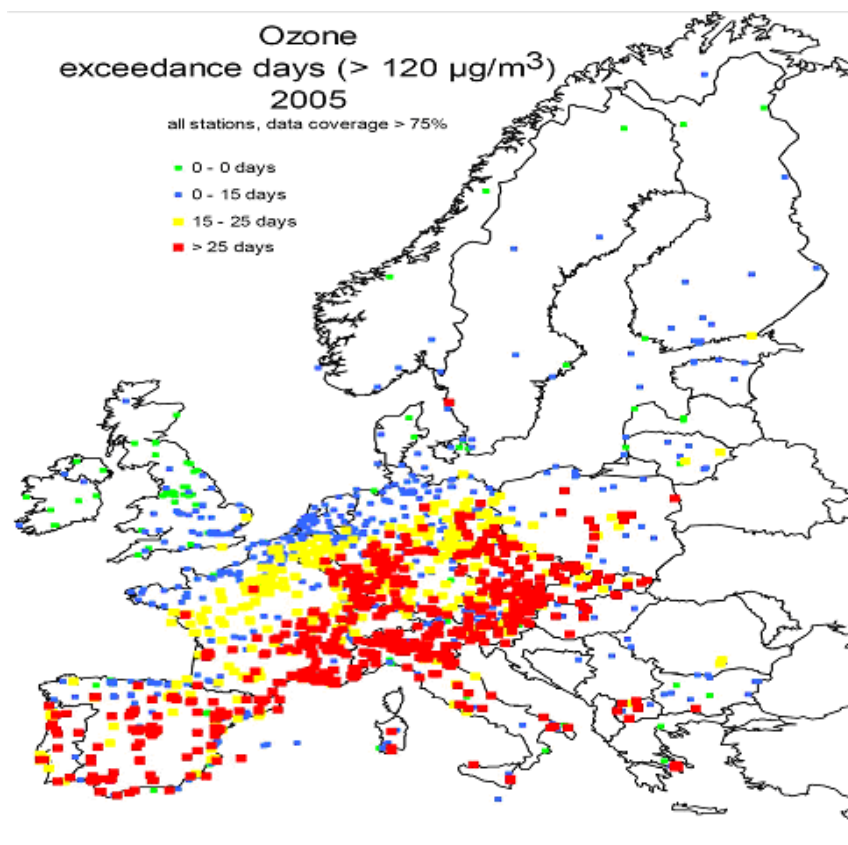 Ozone
exceedance days (> 120 µg/m³)
2005
all stations, data coverage > 75%
0 - 0 days
0 - 15 days
15 - 25 days
> 25 days